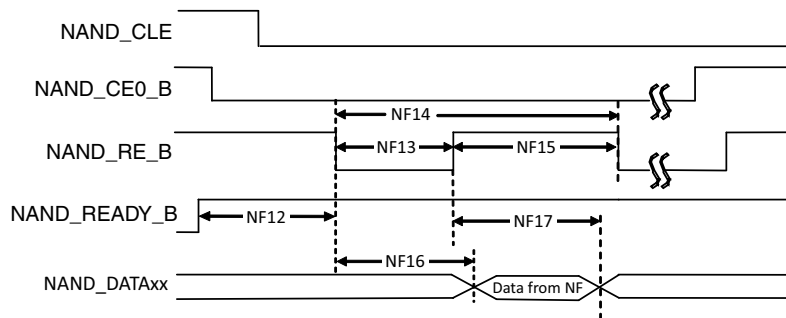 NAND_CLE
NAND_CE0_B
NF14
NAND_RE_B
NF13
NF15
NAND_READY_B
NF12
NF17
NF16
NAND_DATAxx
Data from NF